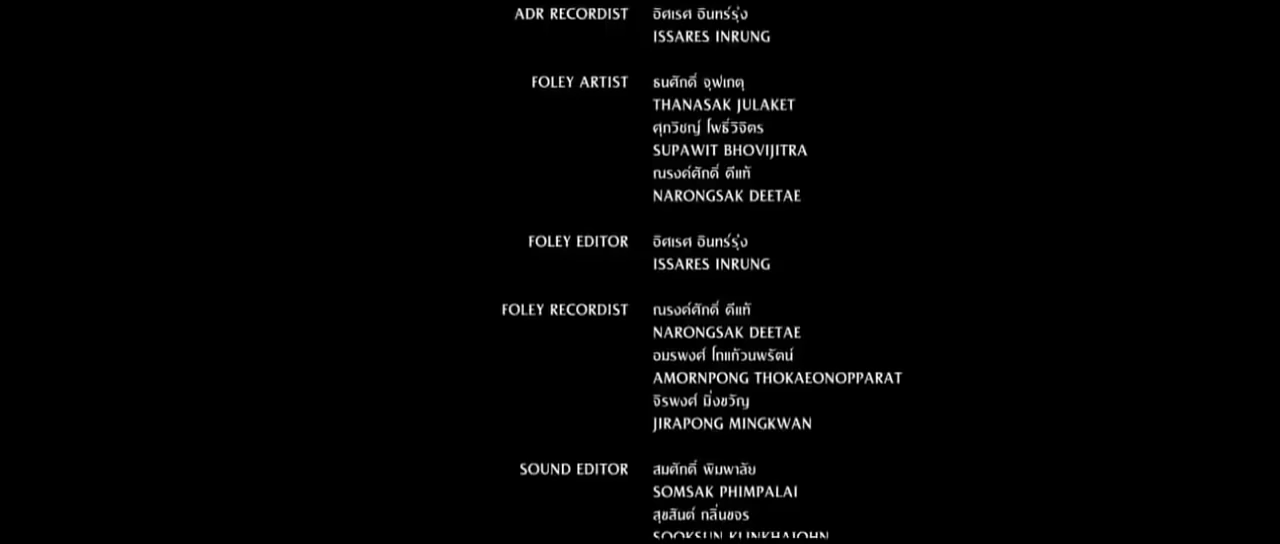 ADR RECORDIST อิศเรศ อินทร์รุ่ง
ISSARES INRUNG
FOLEY ARTIST ธนศักดิ์ จุฬเกตุ
THANASAK JULAKET
ศุภวิชญ์ โพธิ์วิจิตร
SUPAWIT BHOVIJITRA
ณรงค์ศักดิ์ ดีแท้
NARONGSAK DEETAE
FOLEY EDITOR อิศเรศ อินทร์รุ่ง
ISSARES INRUNG
FOLEY RECORDIST ณรงค์ศักดิ์ ดีแท้
NARONGSAK DEETAE
อมรพงศ์ โถแก้วนพรัตน์
AMORNPONG THOKAEONOPPARAT
จิรพงศ์ มิ่งขวัญ
JIRAPONG MINGKWAN
SOUND EDITOR สมศักดิ์ พิมพาลัย
SOMSAK PHIMPALAI
สุขสันต์ กลิ่นขจร
SOOKSUN KLINKHAJOHN